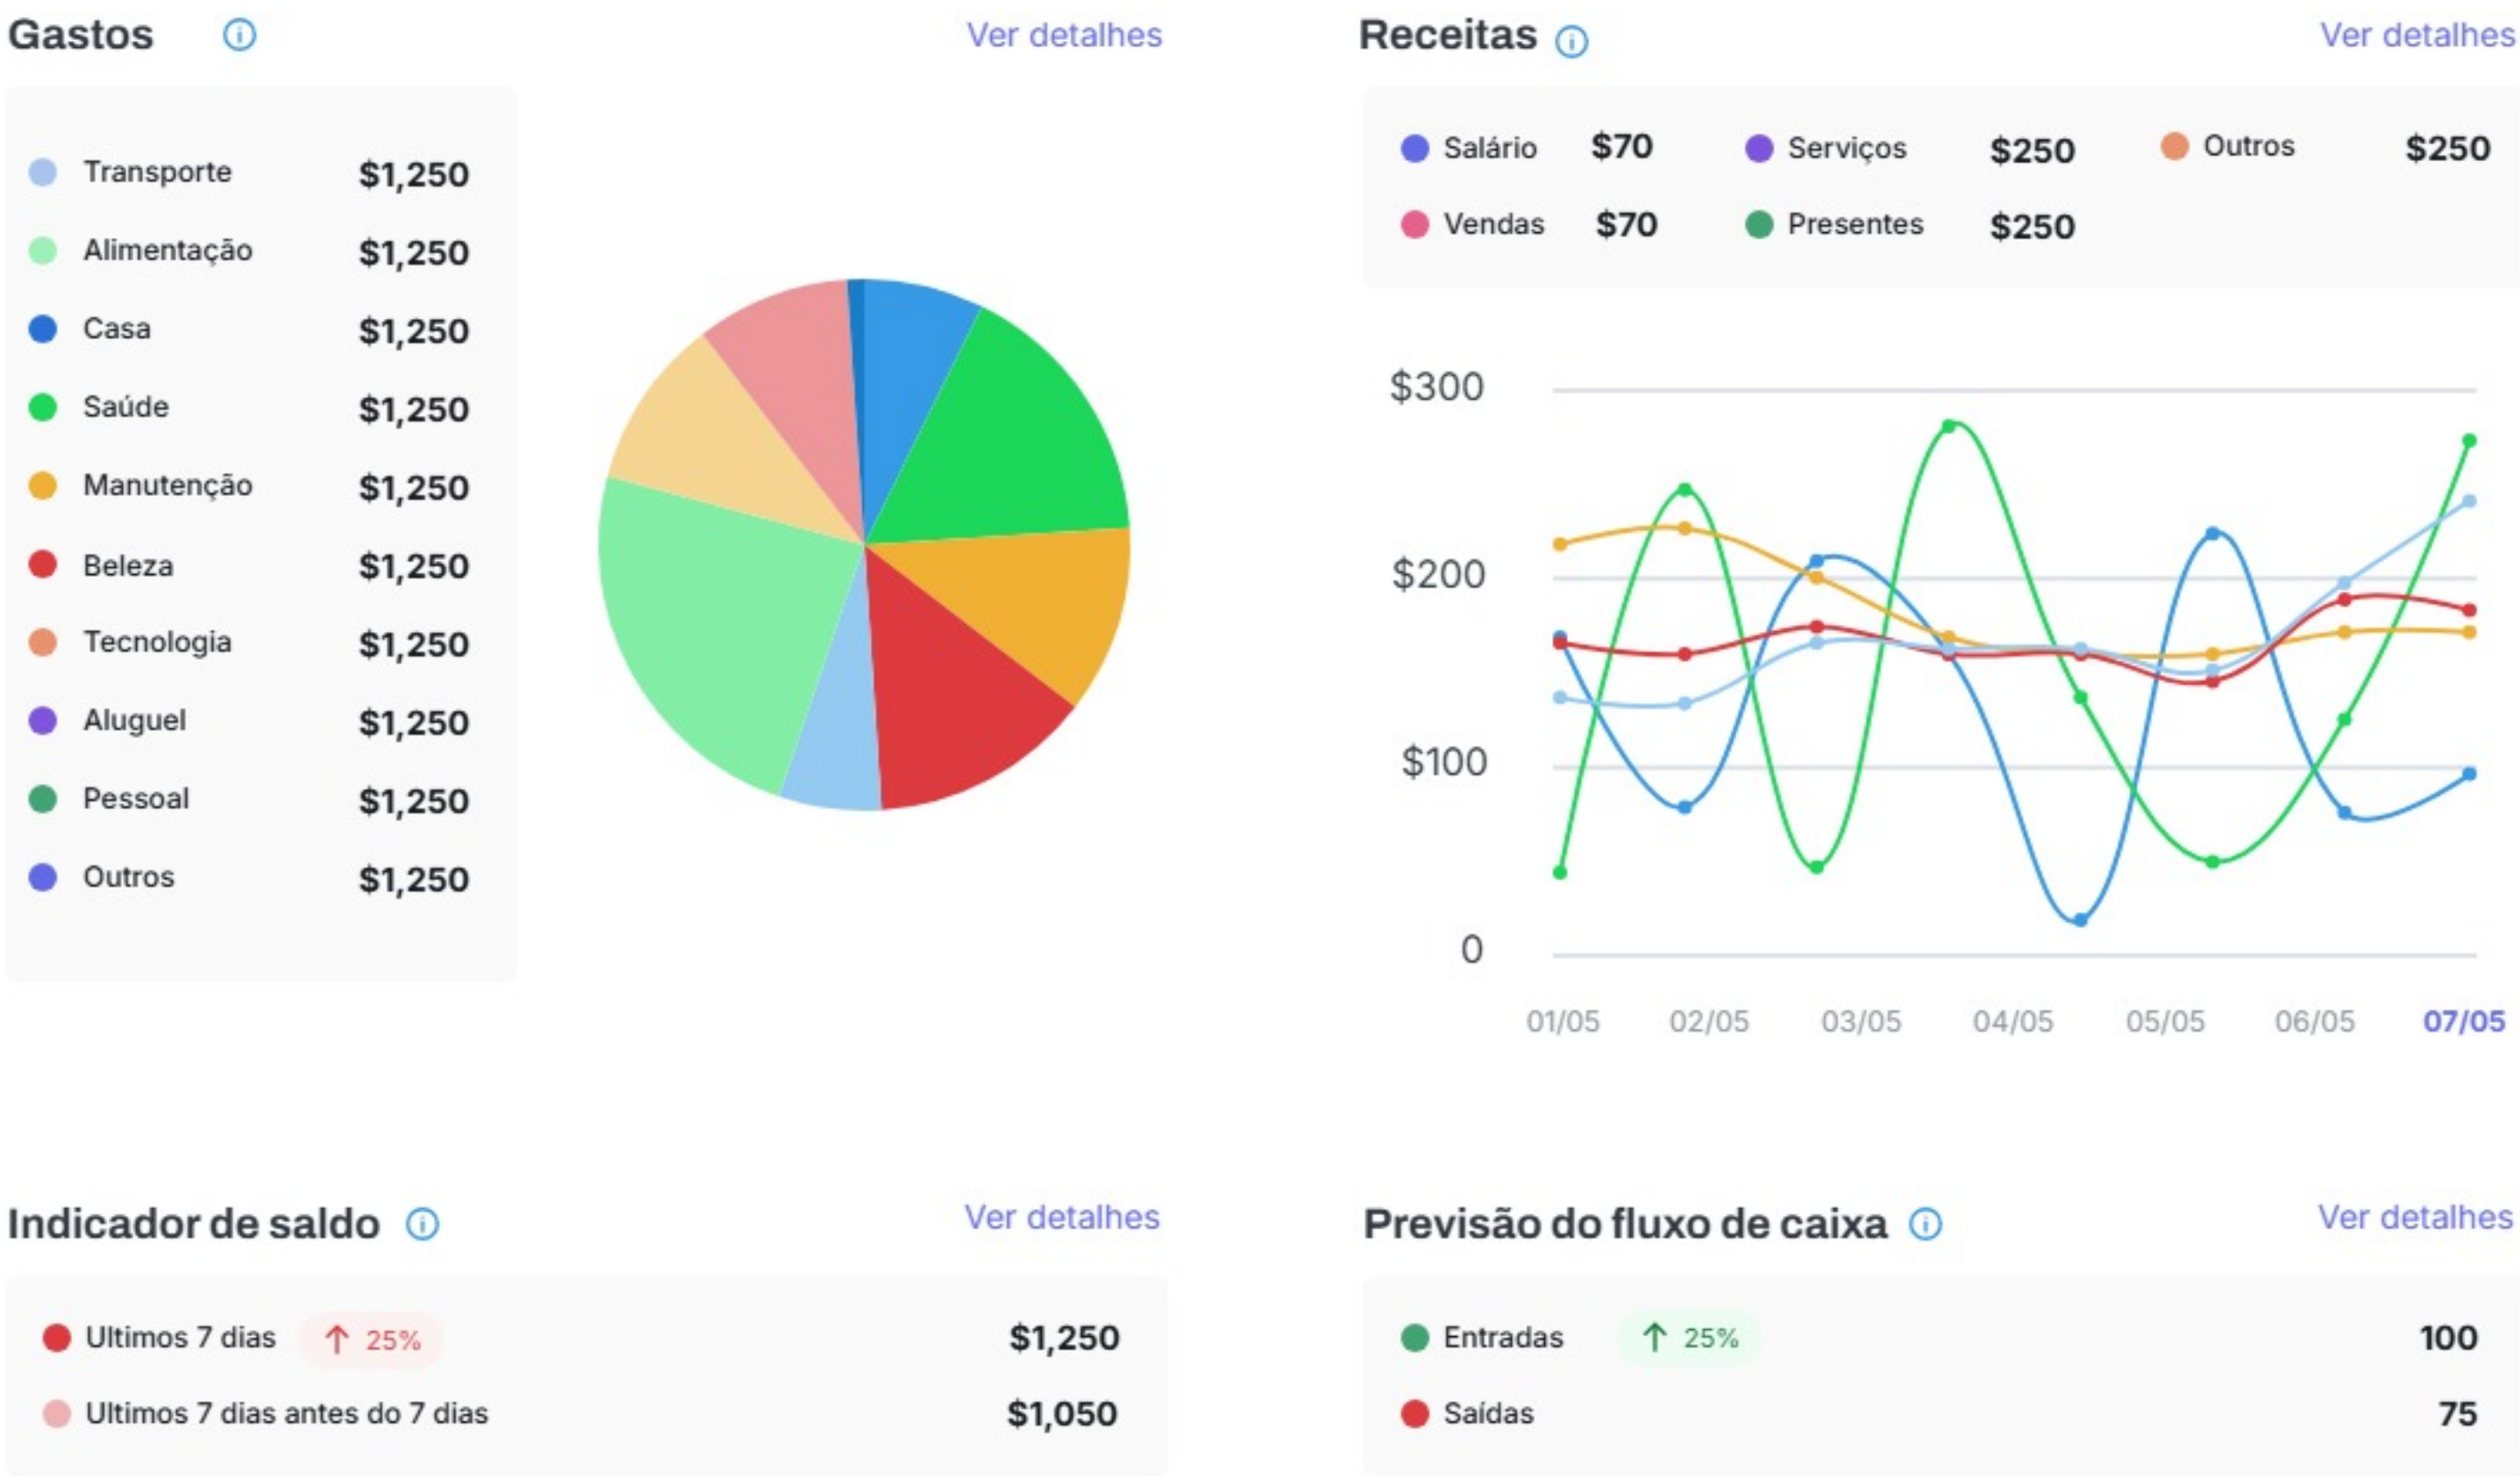 Gastos
Ver detalhes
Transporte $1,250
Alimentação $1,250
Casa $1,250
Saúde $1,250
Manutenção $1,250
Beleza $1,250
Tecnologia $1,250
Aluguel $1,250
Pessoal $1,250
Outros $1,250
Receitas
Ver detalhes
Salário $70 Serviços $250 Outros $250
Vendas $70 Presentes $250
$300
$200
$100
0
01/05 02/05 03/05 04/05 05/05 06/05 07/05
Indicador de saldo
Ver detalhes
Ultimos 7 dias ↑ 25% $1,250
Ultimos 7 dias antes do 7 dias $1,050
Previsão do fluxo de caixa
Ver detalhes
Entradas ↑ 25% 100
Saídas 75